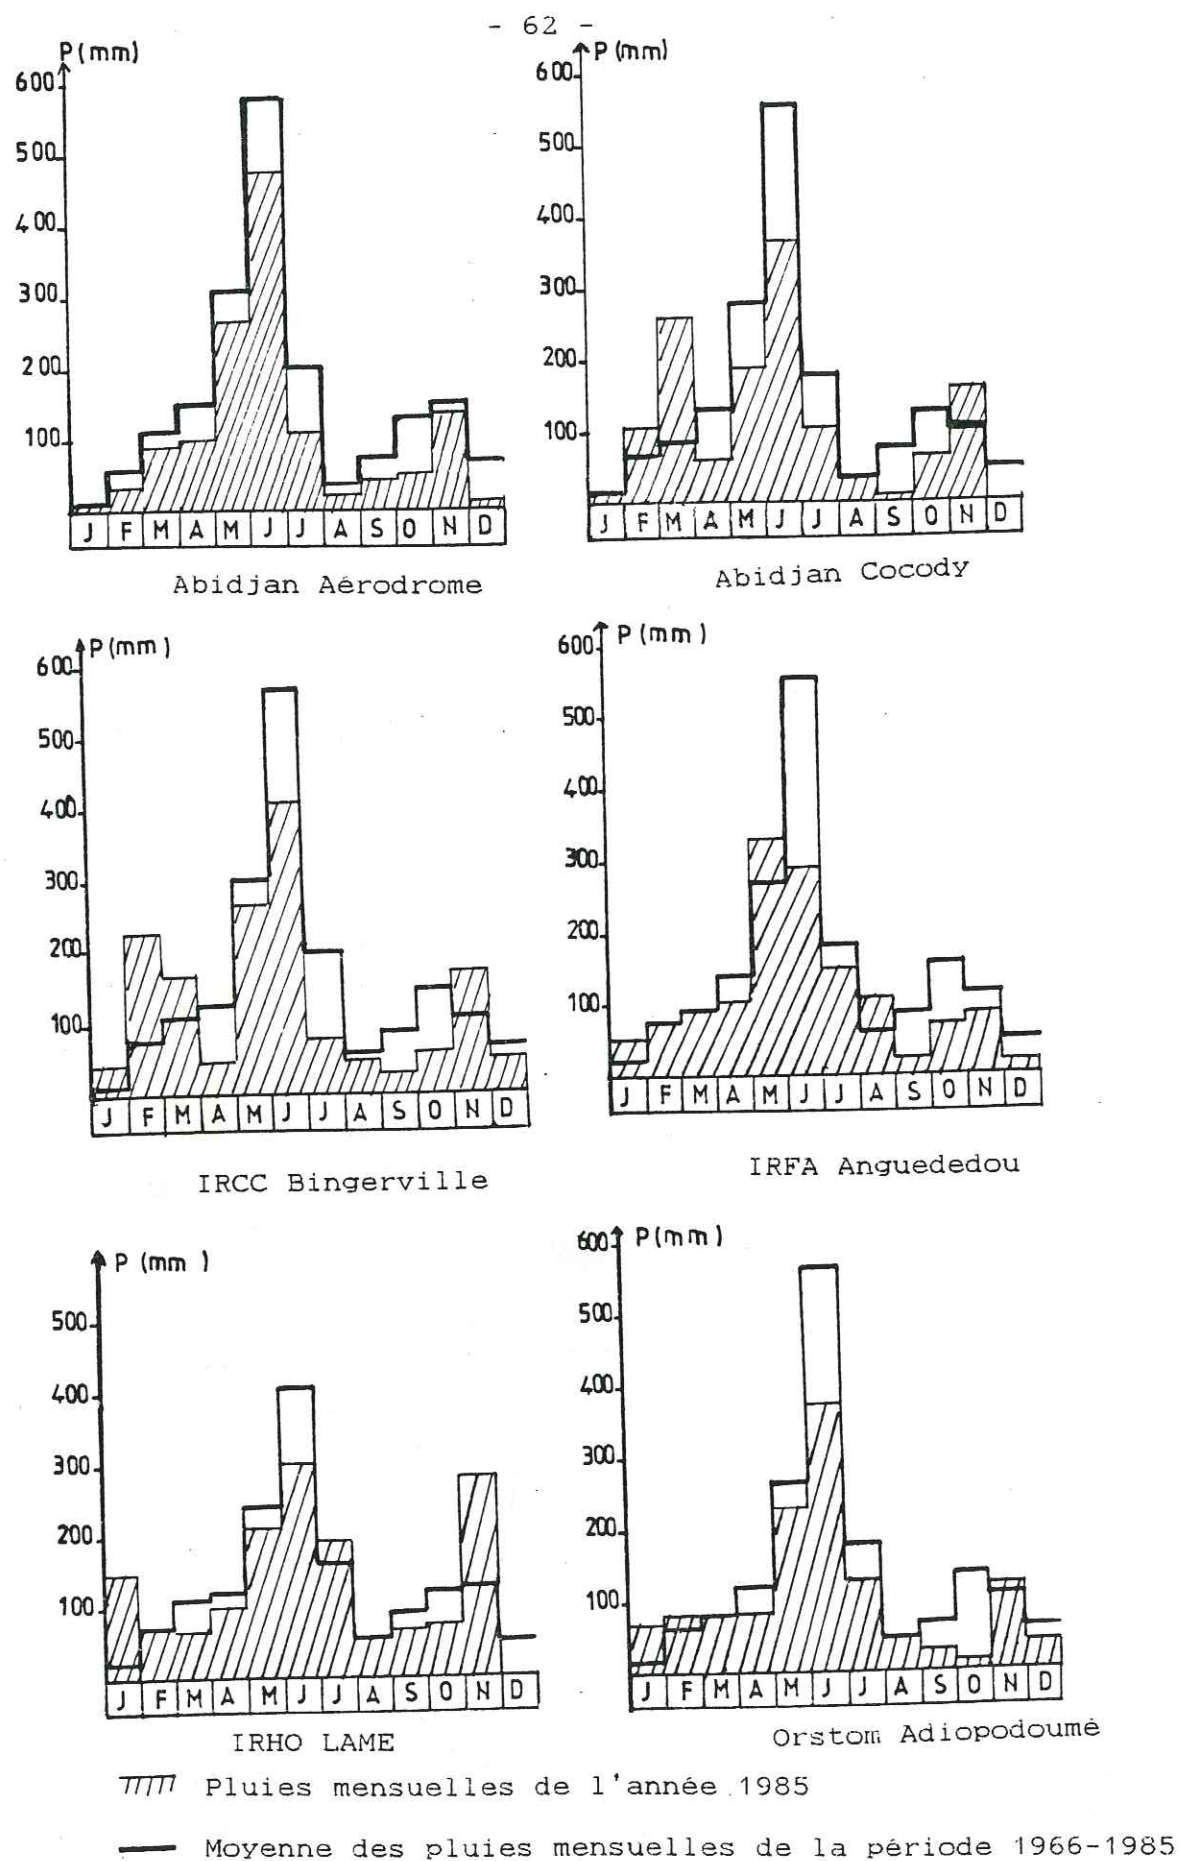 - 62 -
P(mm)
600
500
400
300
200
100
J F M A M J J A S O N D
Abidjan Aérodrome
P(mm)
600
500
400
300
200
100
J F M A M J J A S O N D
Abidjan Cocody
P(mm)
600
500
400
300
200
100
J F M A M J J A S O N D
IRCC Bingerville
P(mm)
600
500
400
300
200
100
J F M A M J J A S O N D
IRFA Anguededou
P(mm)
500
400
300
200
100
J F M A M J J A S O N D
IRHO LAME
P(mm)
600
500
400
300
200
100
J F M A M J J A S O N D
Orstom Adiopodoumé
Pluies mensuelles de l'année 1985
Moyenne des pluies mensuelles de la période 1966-1985